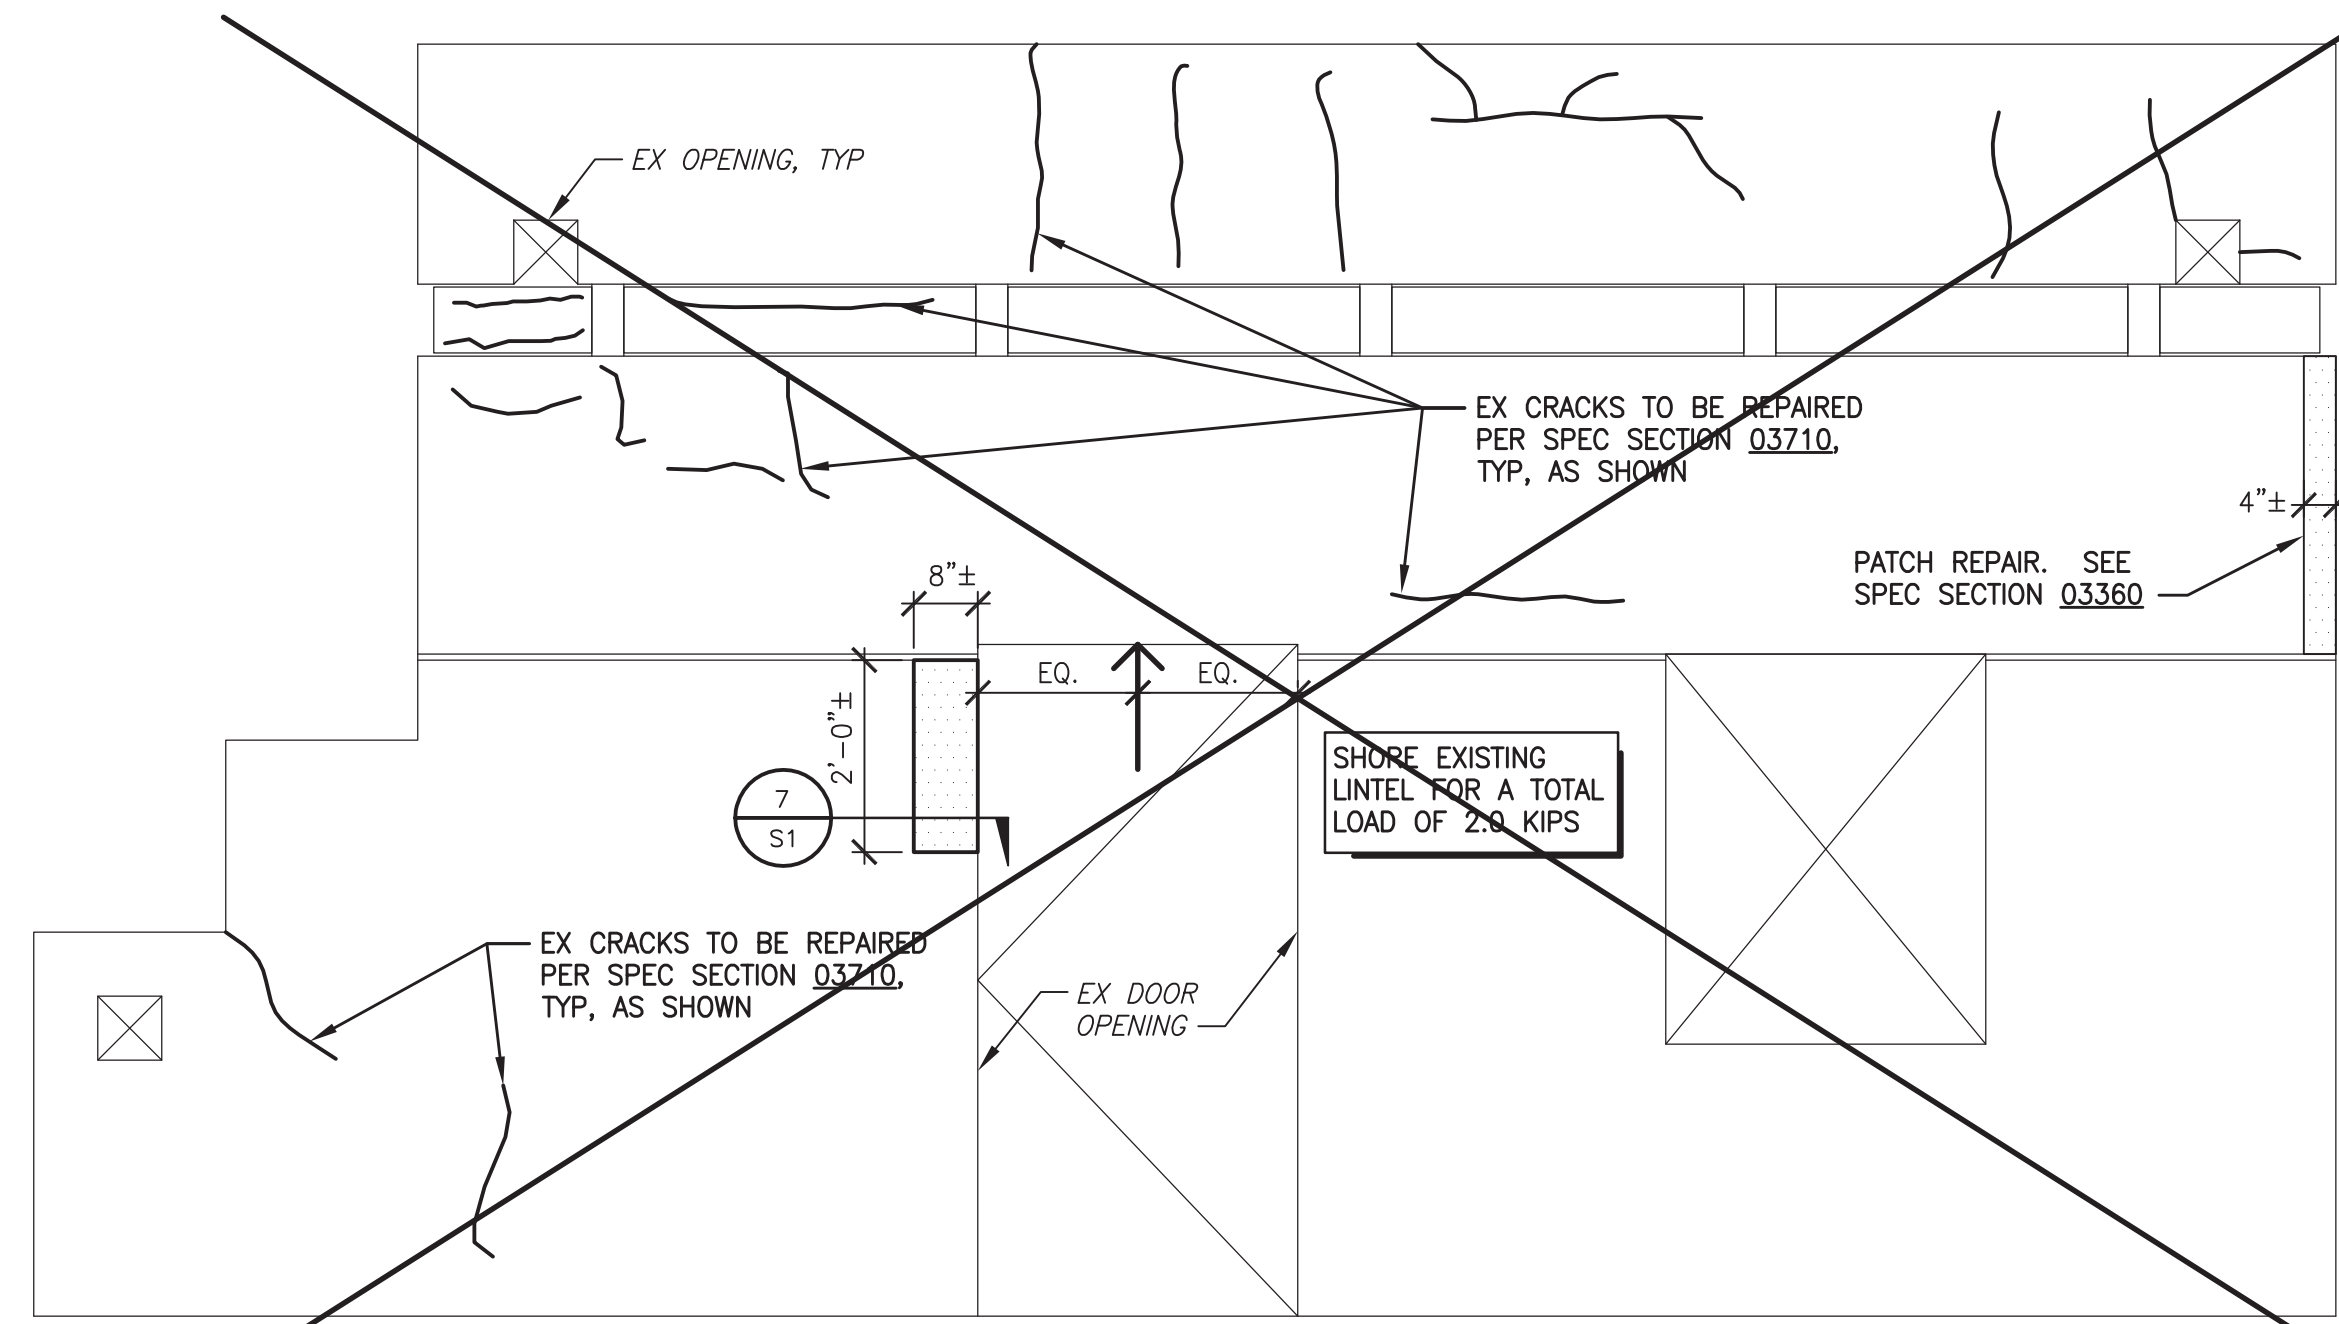 EX OPENING, TYP
EX CRACKS TO BE REPAIRED
PER SPEC SECTION 03710,
TYP, AS SHOWN
4"±
PATCH REPAIR. SEE
SPEC SECTION 03360
8"±
EQ. EQ.
2'-0"±
7
S1
SHORE EXISTING
LINTEL FOR A TOTAL
LOAD OF 2.0 KIPS
EX CRACKS TO BE REPAIRED
PER SPEC SECTION 03710,
TYP, AS SHOWN
EX DOOR
OPENING